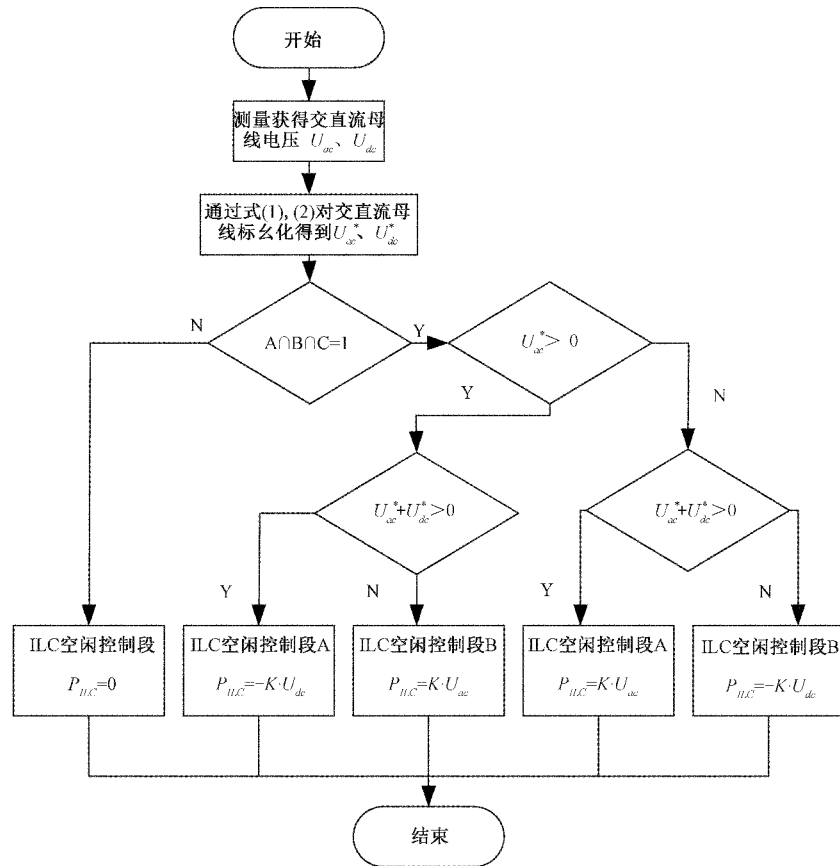 开始
测量获得交直流母
线电压 U_ac、U_dc
通过式(1), (2)对交直流母
线标幺化得到U_ac^*、U_dc^*
N
A∩B∩C=1
Y
U_ac^*> 0
Y
N
U_ac^*+U_dc^*>0
U_ac^*+U_dc^*>0
Y
N
Y
N
ILC空闲控制段
P_ILC=0
ILC空闲控制段A
P_ILC=-K·U_dc
ILC空闲控制段B
P_ILC=K·U_ac
ILC空闲控制段A
P_ILC=K·U_ac
ILC空闲控制段B
P_ILC=-K·U_dc
结束